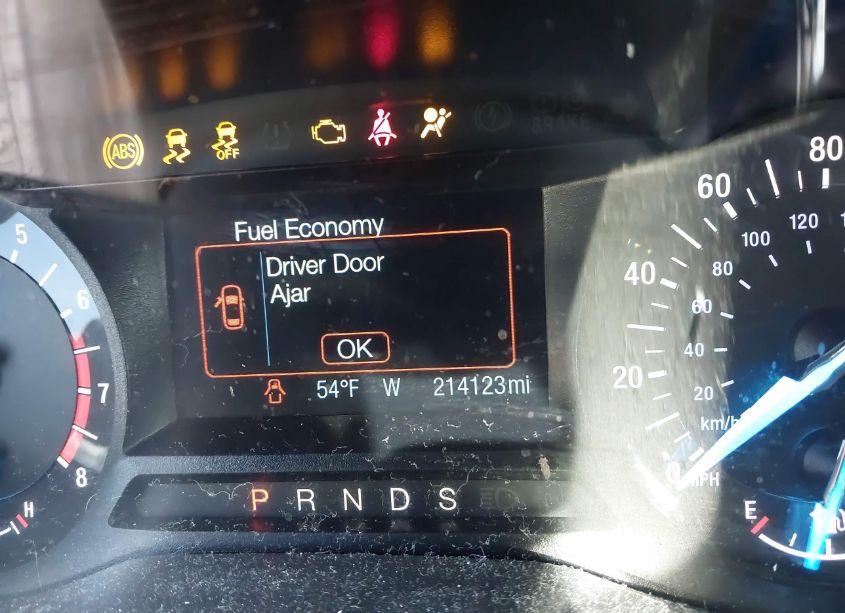 ABS
OFF
BRAKE
80
60
120
5
Fuel Economy
100
Driver Door
40
80
6
Ajar
60
OK
40
7
20
54°F W 214123mi
20
km/h
8
0
MPH
P R N D S
H
E